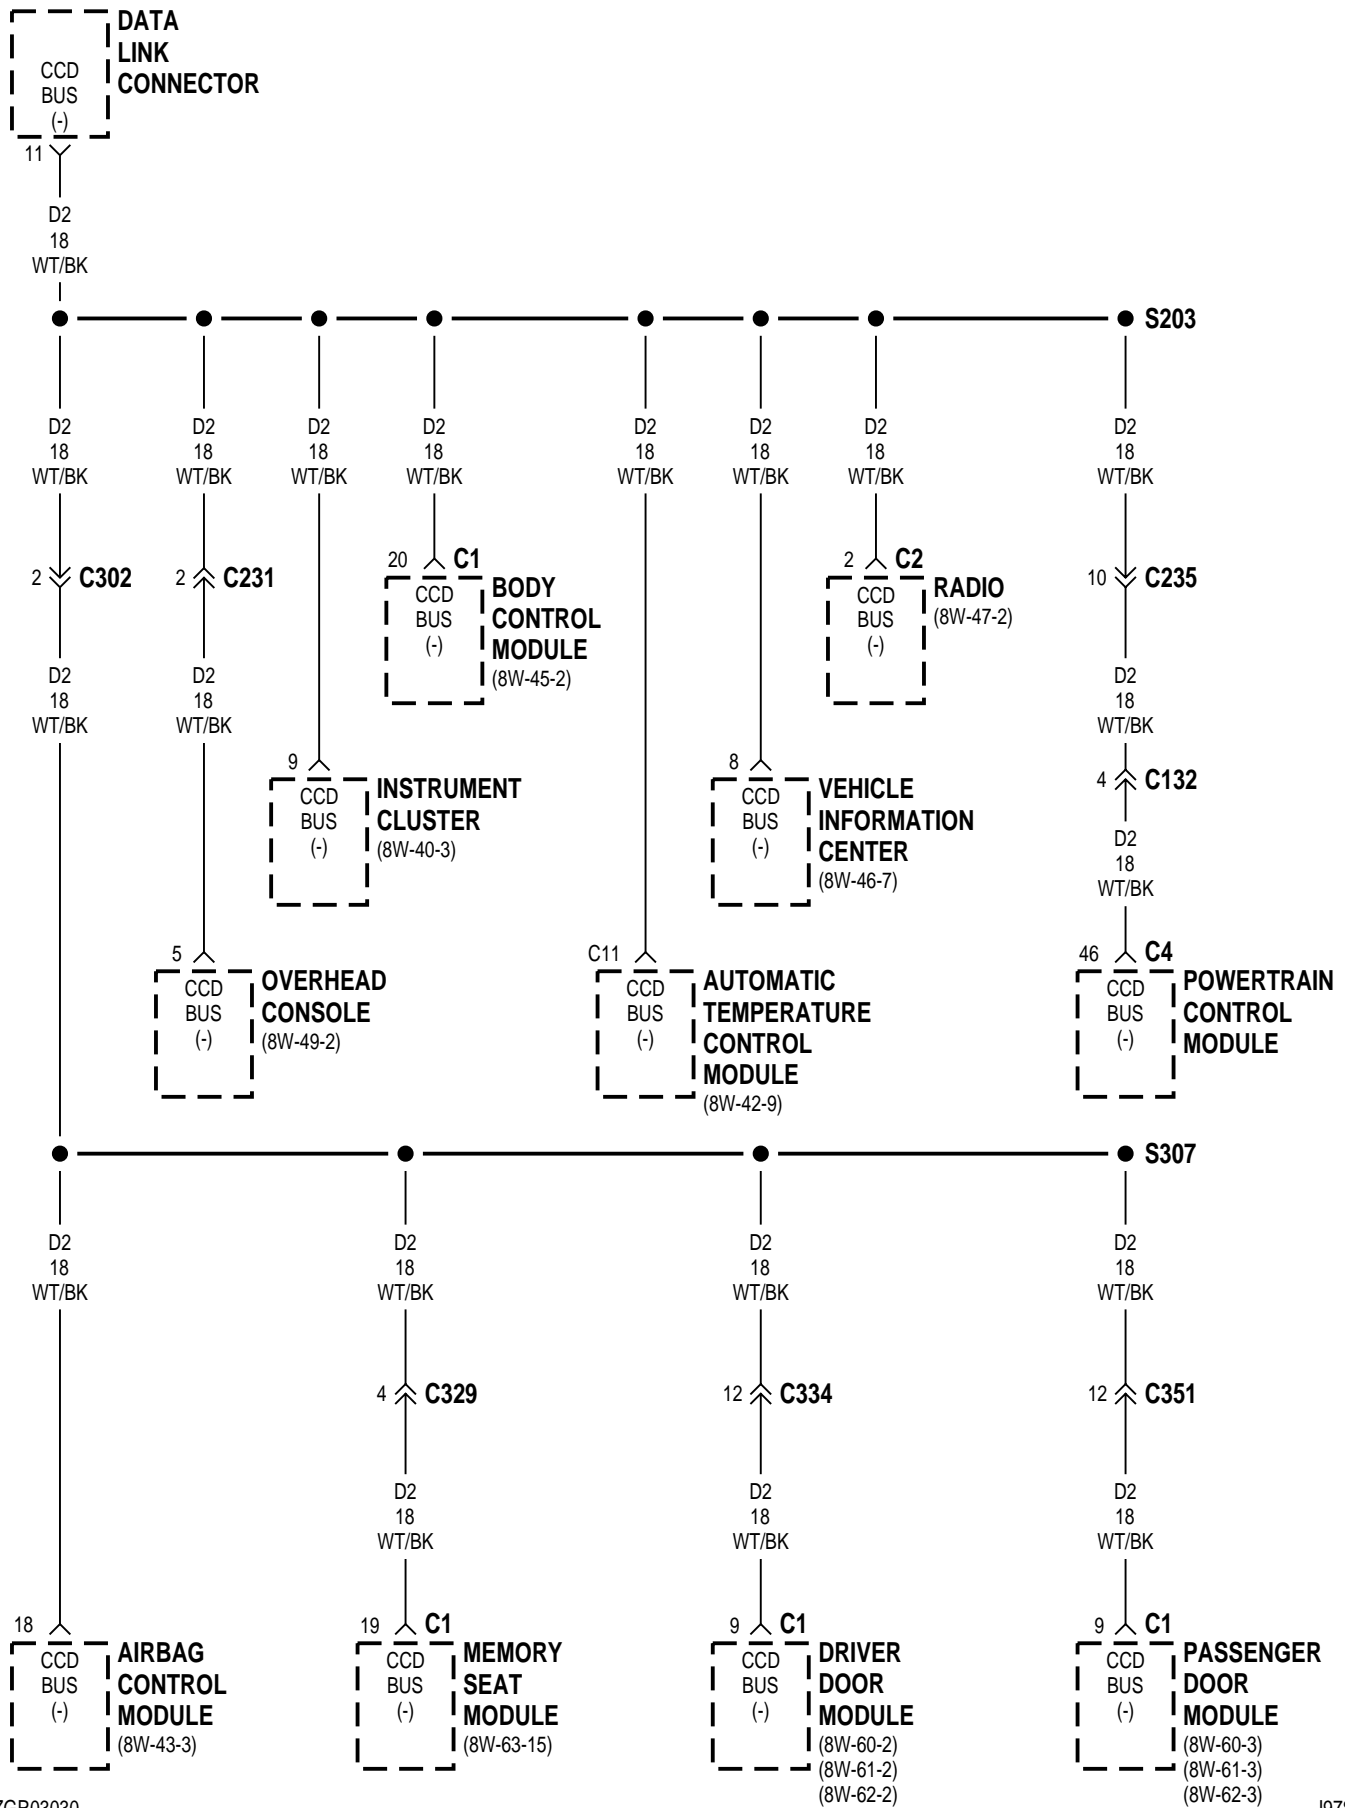 DATA
LINK
CONNECTOR
CCD
BUS
(-)
11
D2
18
WT/BK
S203
D2 D2 D2 D2 D2 D2 D2 D2
18 18 18 18 18 18 18 18
WT/BK WT/BK WT/BK WT/BK WT/BK WT/BK WT/BK WT/BK
2 C302
2 C231
20 C1
CCD
BUS
(-)
BODY
CONTROL
MODULE
(8W-45-2)
2 C2
CCD
BUS
(-)
RADIO
(8W-47-2)
10 C235
D2 D2 D2
18 18 18
WT/BK WT/BK WT/BK
9
CCD
BUS
(-)
INSTRUMENT
CLUSTER
(8W-40-3)
8
CCD
BUS
(-)
VEHICLE
INFORMATION
CENTER
(8W-46-7)
4 C132
D2
18
WT/BK
5
CCD
BUS
(-)
OVERHEAD
CONSOLE
(8W-49-2)
C11
CCD
BUS
(-)
AUTOMATIC
TEMPERATURE
CONTROL
MODULE
(8W-42-9)
46 C4
CCD
BUS
(-)
POWERTRAIN
CONTROL
MODULE
S307
D2 D2 D2 D2
18 18 18 18
WT/BK WT/BK WT/BK WT/BK
4 C329
12 C334
12 C351
D2 D2 D2
18 18 18
WT/BK WT/BK WT/BK
18
CCD
BUS
(-)
AIRBAG
CONTROL
MODULE
(8W-43-3)
19 C1
CCD
BUS
(-)
MEMORY
SEAT
MODULE
(8W-63-15)
9 C1
CCD
BUS
(-)
DRIVER
DOOR
MODULE
(8W-60-2)
(8W-61-2)
(8W-62-2)
9 C1
CCD
BUS
(-)
PASSENGER
DOOR
MODULE
(8W-60-3)
(8W-61-3)
(8W-62-3)